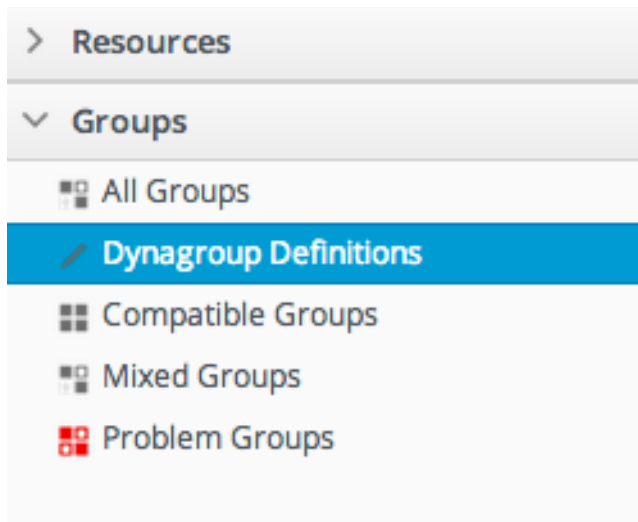 Resources
Groups
All Groups
Dynagroup Definitions
Compatible Groups
Mixed Groups
Problem Groups